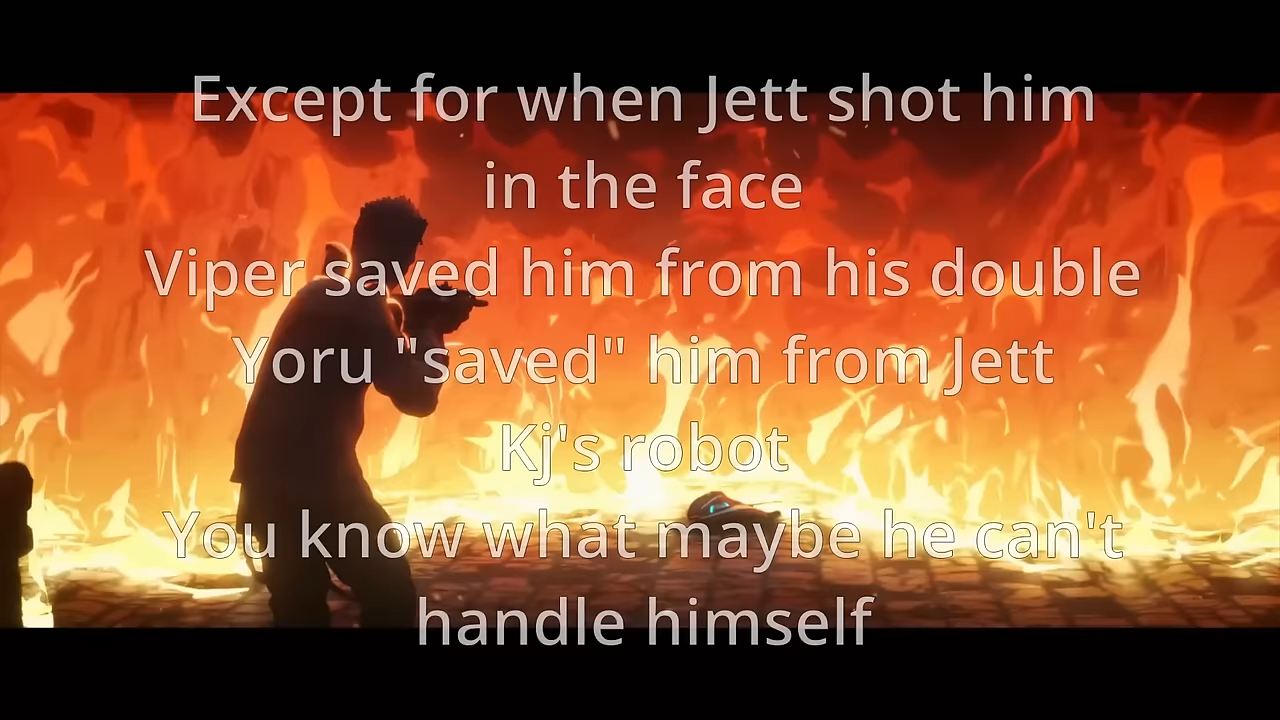 Except for when Jett shot him
in the face
Viper saved him from his double
Yoru "saved" him from Jett
Kj's robot
You know what maybe he can't
handle himself